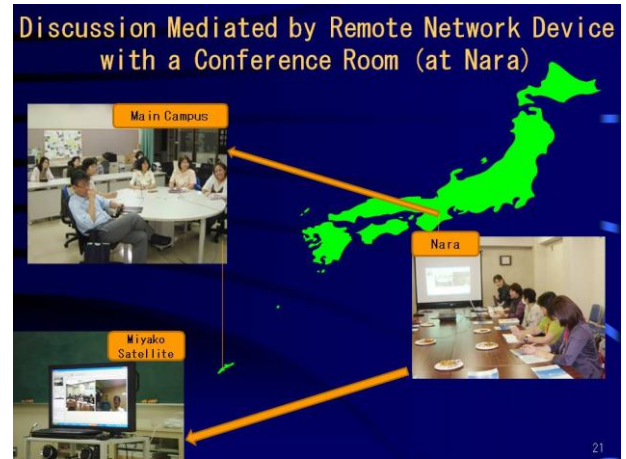 Discussion Mediated by Remote Network Device
with a Conference Room (at Nara)
Main Campus
Nara
Miyako
Satellite
21